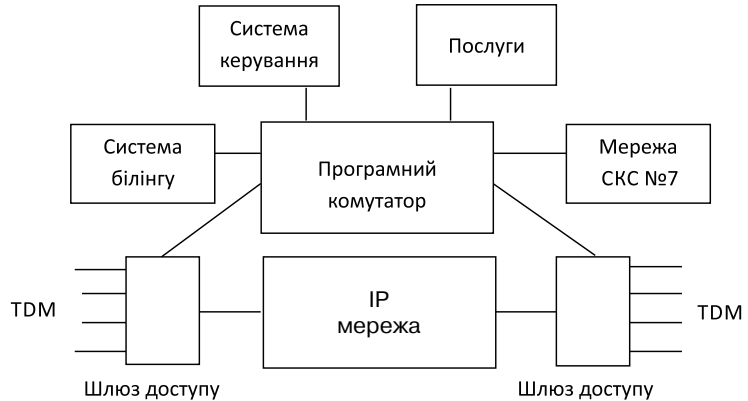 Система
керування
Послуги
Система
білінгу
Програмний
комутатор
Мережа
СКС №7
TDM
IP
мережа
TDM
Шлюз доступу
Шлюз доступу